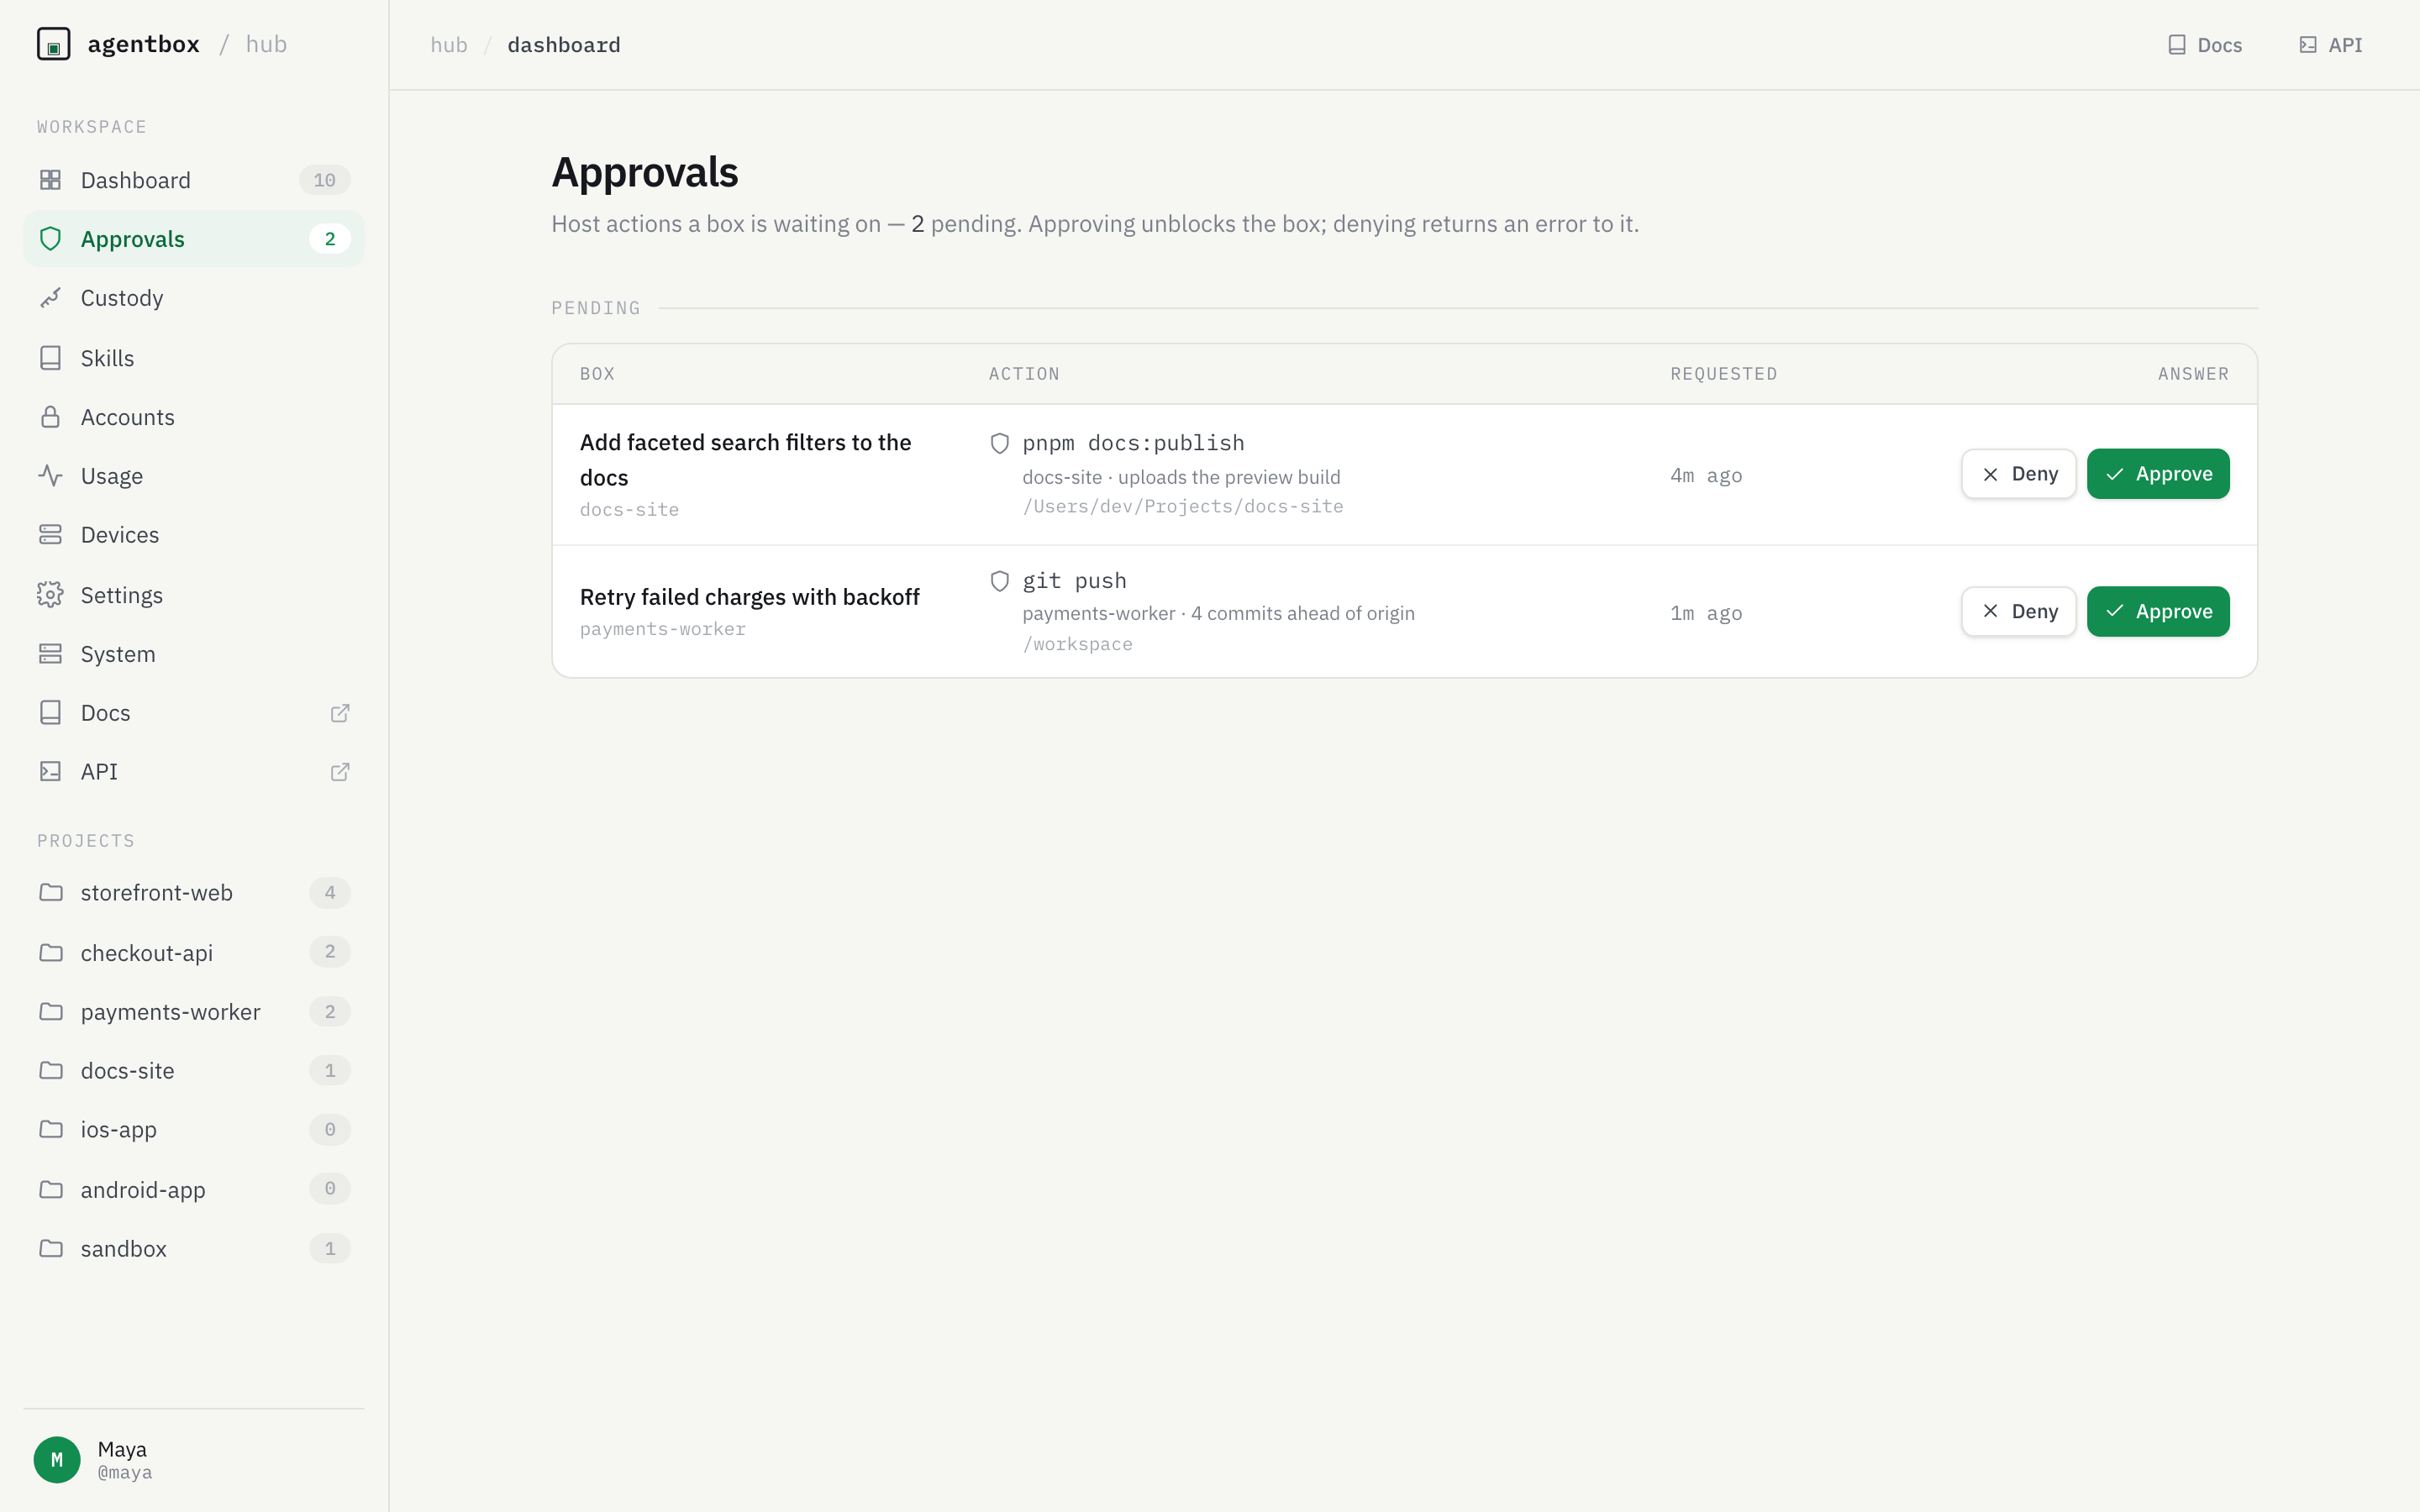 agentbox / hub
hub / dashboard
Docs
API
WORKSPACE
Dashboard 10
Approvals 2
Custody
Skills
Accounts
Usage
Devices
Settings
System
Docs
API
PROJECTS
storefront-web 4
checkout-api 2
payments-worker 2
docs-site 1
ios-app 0
android-app 0
sandbox 1
M
Maya
@maya
Approvals
Host actions a box is waiting on — 2 pending. Approving unblocks the box; denying returns an error to it.
PENDING
BOX ACTION REQUESTED ANSWER
Add faceted search filters to the
docs
docs-site
pnpm docs:publish
docs-site · uploads the preview build
/Users/dev/Projects/docs-site
4m ago
Deny
Approve
Retry failed charges with backoff
payments-worker
git push
payments-worker · 4 commits ahead of origin
/workspace
1m ago
Deny
Approve